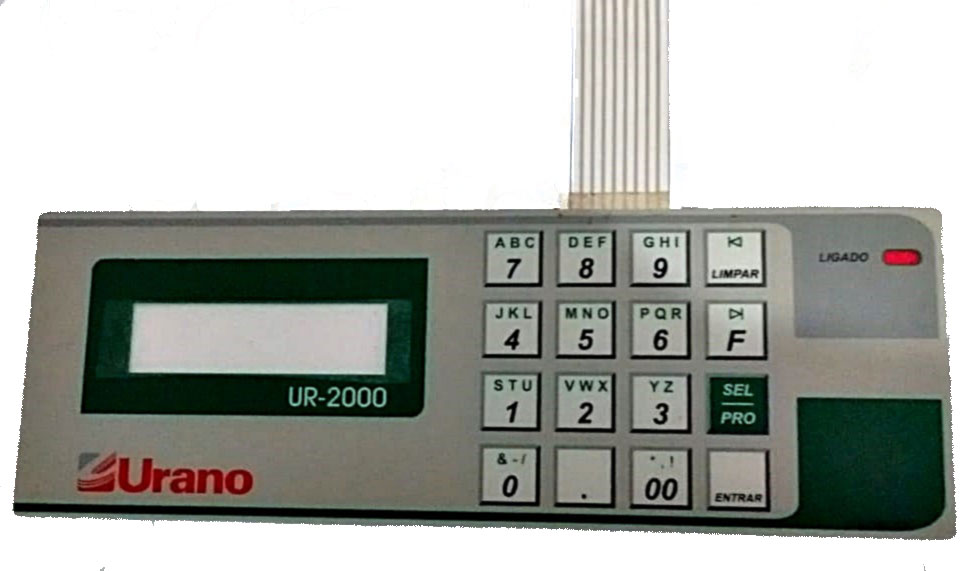 UR-2000
Urano
ABC
7
DEF
8
GHI
9
LIMPAR
JKL
4
MNO
5
PQR
6
F
STU
1
VWX
2
YZ
3
SEL
PRO
& - /
0
.
* , !
00
ENTRAR
LIGADO